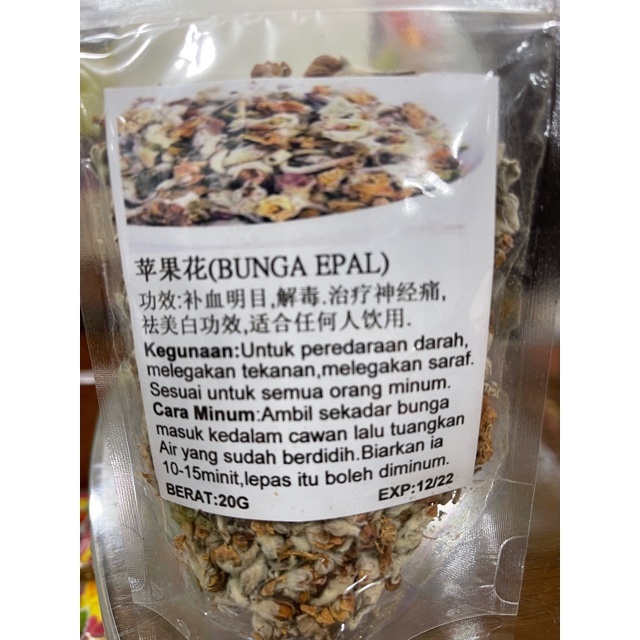 苹果花(BUNGA EPAL)
功效:补血明目,解毒.治疗神经痛,
祛美白功效,适合任何人饮用.
Kegunaan:Untuk peredaraan darah,
melegakan tekanan,melegakan saraf.
Sesuai untuk semua orang minum.
Cara Minum:Ambil sekadar bunga
masuk kedalam cawan lalu tuangkan
Air yang sudah berdidih.Biarkan ia
10-15minit,lepas itu boleh diminum.
BERAT:20G EXP:12/22